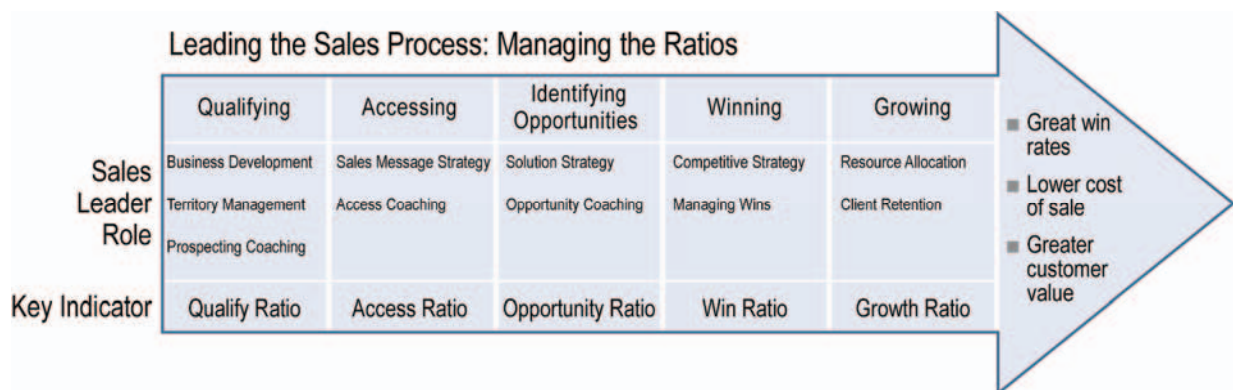 Leading the Sales Process: Managing the Ratios
Qualifying
Accessing
Identifying
Opportunities
Winning
Growing
Sales
Leader
Role
Business Development
Territory Management
Prospecting Coaching
Sales Message Strategy
Access Coaching
Solution Strategy
Opportunity Coaching
Competitive Strategy
Managing Wins
Resource Allocation
Client Retention
Key Indicator
Qualify Ratio
Access Ratio
Opportunity Ratio
Win Ratio
Growth Ratio
Great win
rates
Lower cost
of sale
Greater
customer
value